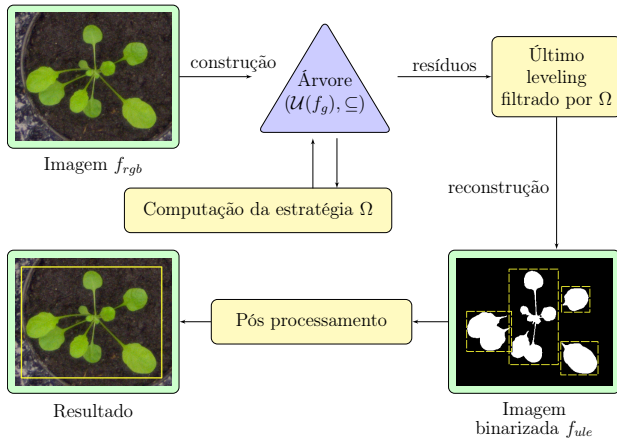 construção
Árvore
(𝒰(f_g), ⊆)
resíduos
Último
leveling
filtrado por Ω
Imagem f_rgb
reconstrução
Computação da estratégia Ω
Pós processamento
Resultado
Imagem
binarizada f_ule